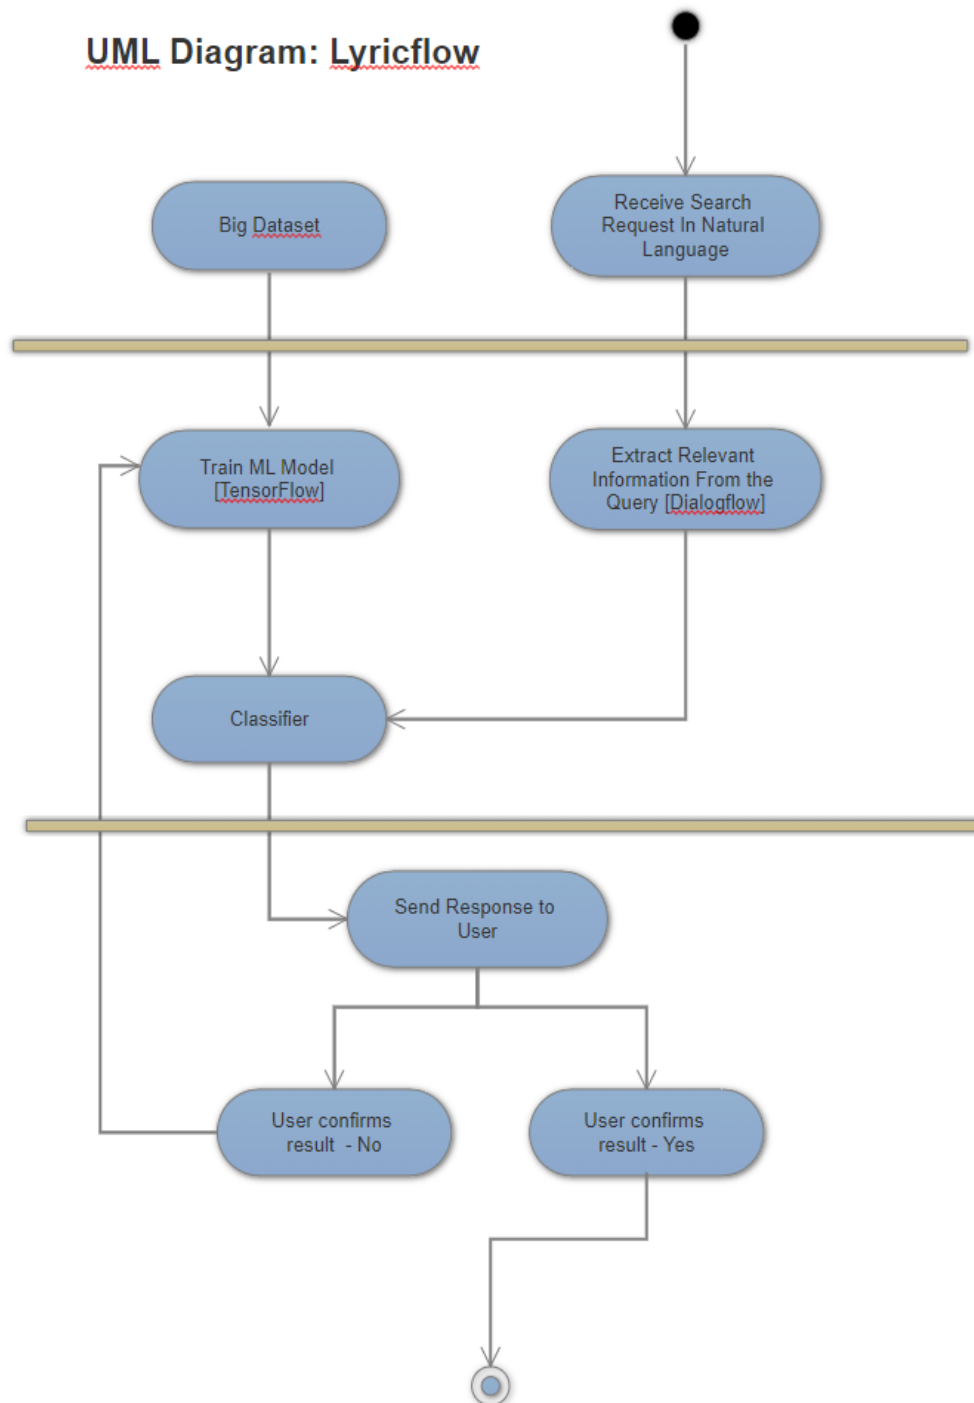 UML Diagram: Lyricflow
Big Dataset
Receive Search
Request In Natural
Language
Train ML Model
[TensorFlow]
Extract Relevant
Information From the
Query [Dialogflow]
Classifier
Send Response to
User
User confirms
result - No
User confirms
result - Yes